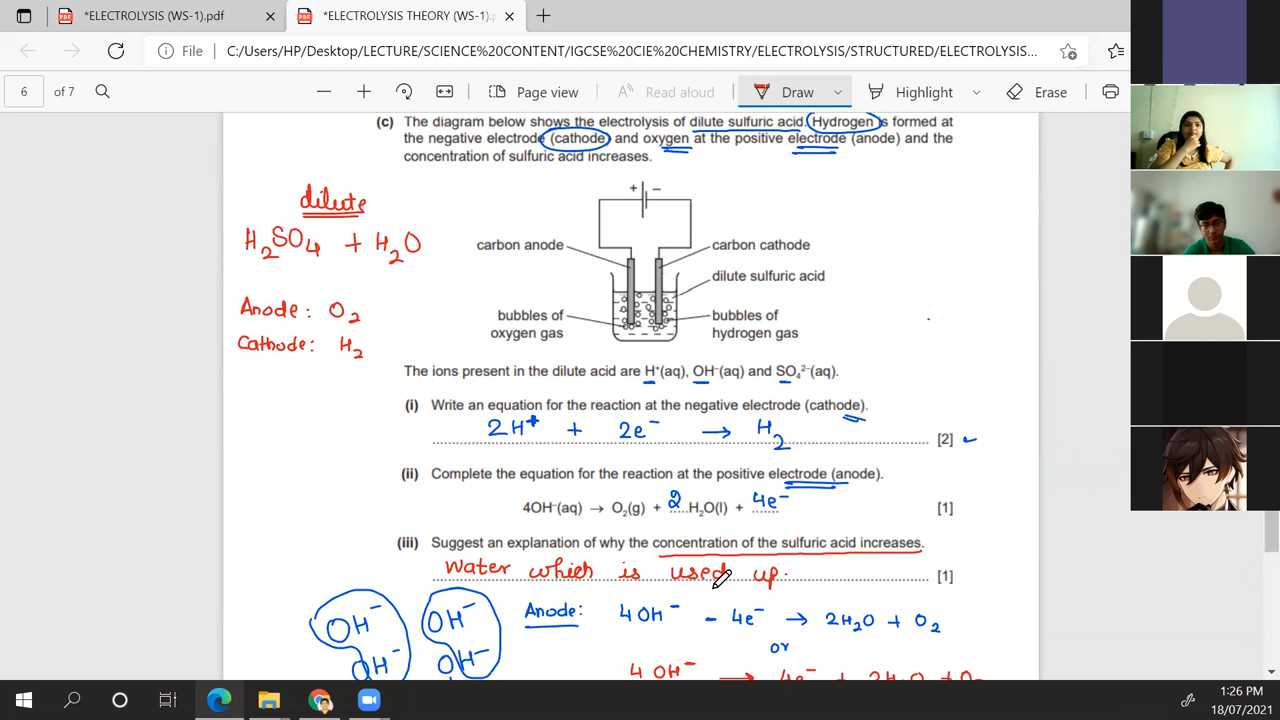 *ELECTROLYSIS (WS-1).pdf
*ELECTROLYSIS THEORY (WS-1).pdf
File C:/Users/HP/Desktop/LECTURE/SCIENCE%20CONTENT/IGCSE%20CIE%20CHEMISTRY/ELECTROLYSIS/STRUCTURED/ELECTROLYSIS...
6 of 7 Page view Read aloud Draw Highlight Erase
(c) The diagram below shows the electrolysis of dilute sulfuric acid. Hydrogen is formed at
the negative electrode (cathode) and oxygen at the positive electrode (anode) and the
concentration of sulfuric acid increases.
dilute
H2SO4 + H2O
Anode: O2
Cathode: H2
+ −
carbon anode
carbon cathode
dilute sulfuric acid
bubbles of
oxygen gas
bubbles of
hydrogen gas
The ions present in the dilute acid are H⁺(aq), OH⁻(aq) and SO₄²⁻(aq).
(i) Write an equation for the reaction at the negative electrode (cathode).
2H⁺ + 2e⁻ → H2
[2]
(ii) Complete the equation for the reaction at the positive electrode (anode).
4OH⁻(aq) → O₂(g) + 2 H₂O(l) + 4e⁻ [1]
(iii) Suggest an explanation of why the concentration of the sulfuric acid increases.
Water which is used up. [1]
OH⁻ OH⁻
OH⁻ OH⁻
Anode: 4OH⁻ - 4e⁻ → 2H2O + O2
or
4OH⁻ → 4e⁻ + 2H2O + O2
1:26 PM
18/07/2021